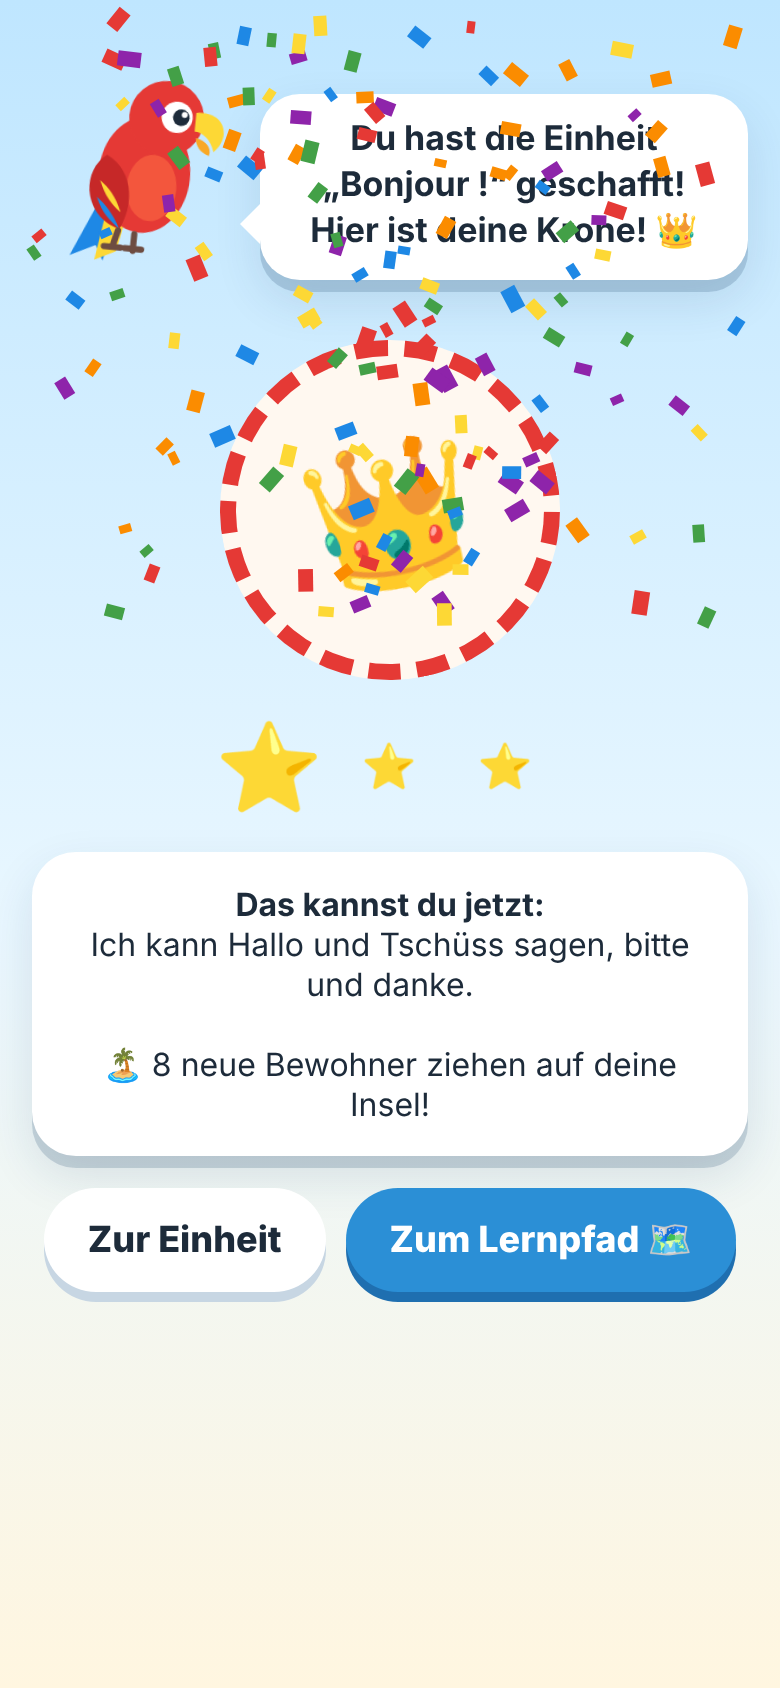 Du hast die Einheit
„Bonjour !“ geschafft!
Hier ist deine Krone! 👑
Das kannst du jetzt:
Ich kann Hallo und Tschüss sagen, bitte
und danke.
🏝️ 8 neue Bewohner ziehen auf deine
Insel!
Zur Einheit
Zum Lernpfad 🗺️